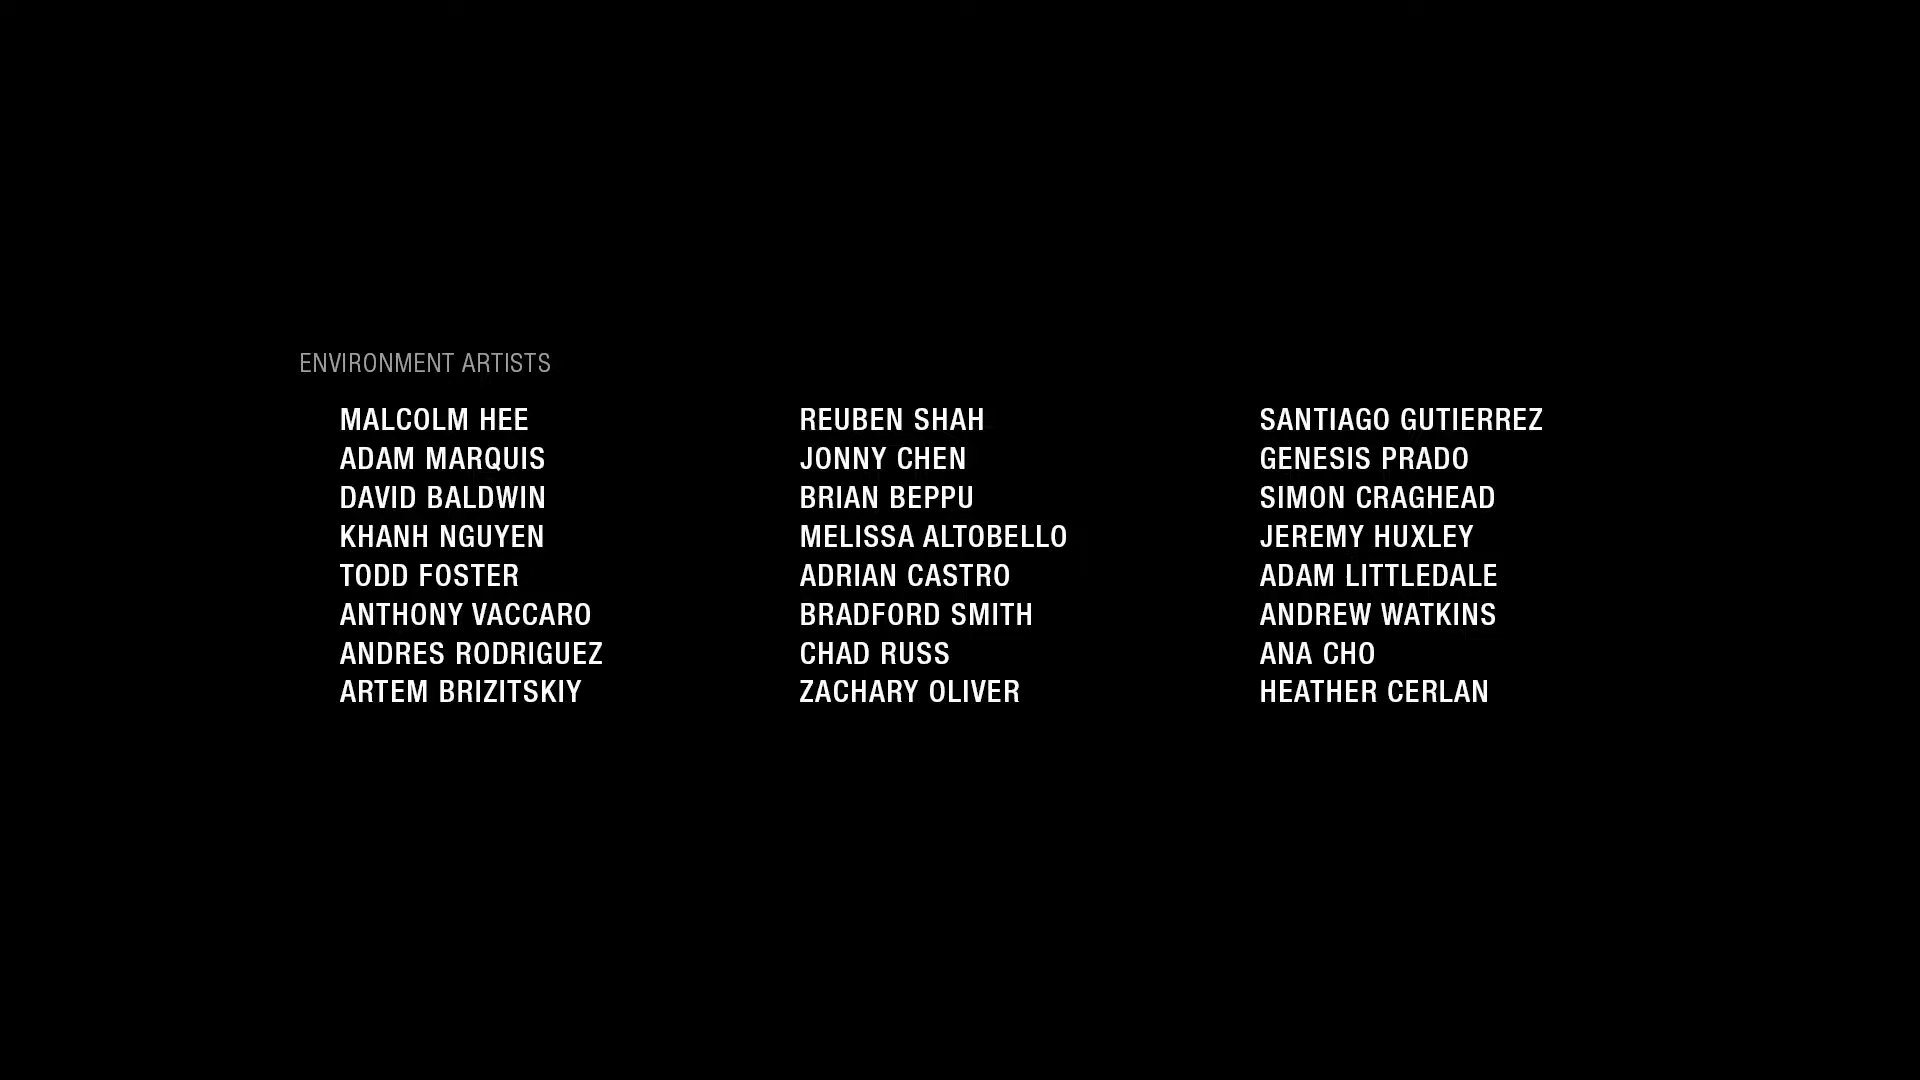 ENVIRONMENT ARTISTS
MALCOLM HEE
ADAM MARQUIS
DAVID BALDWIN
KHANH NGUYEN
TODD FOSTER
ANTHONY VACCARO
ANDRES RODRIGUEZ
ARTEM BRIZITSKIY
REUBEN SHAH
JONNY CHEN
BRIAN BEPPU
MELISSA ALTOBELLO
ADRIAN CASTRO
BRADFORD SMITH
CHAD RUSS
ZACHARY OLIVER
SANTIAGO GUTIERREZ
GENESIS PRADO
SIMON CRAGHEAD
JEREMY HUXLEY
ADAM LITTLEDALE
ANDREW WATKINS
ANA CHO
HEATHER CERLAN